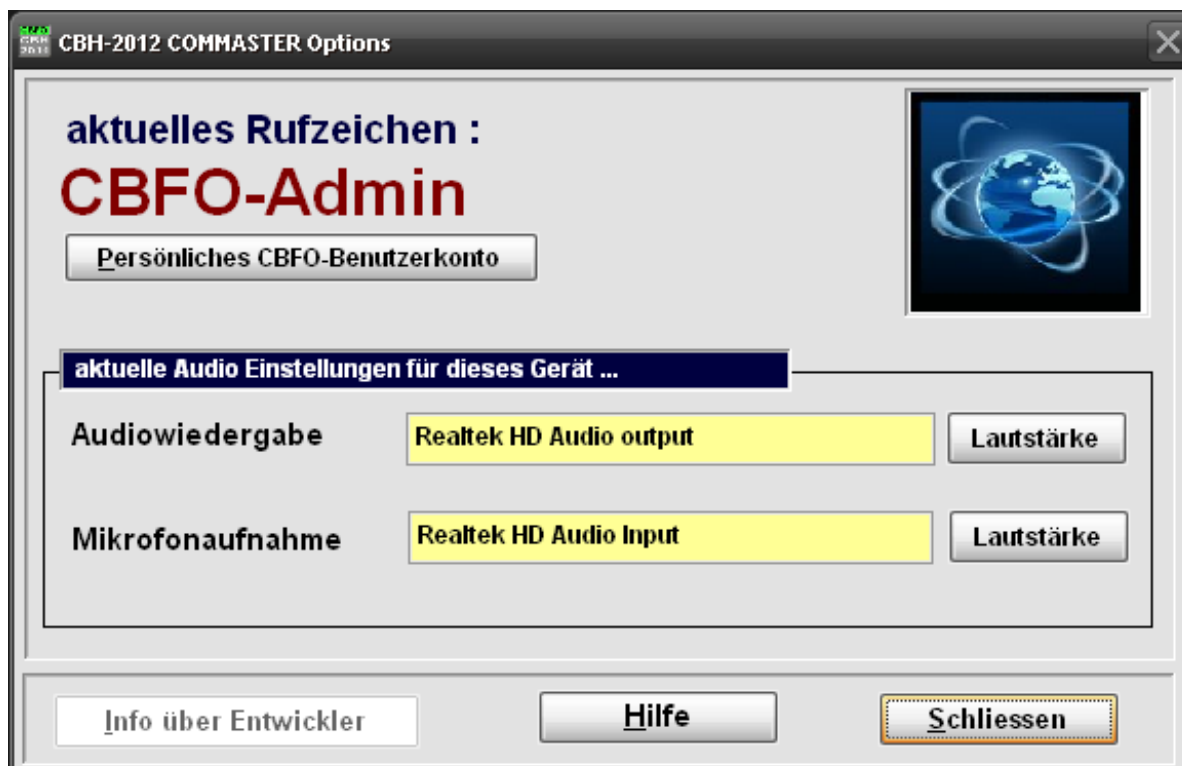 CBH-2012 COMMASTER Options
aktuelles Rufzeichen :
CBFO-Admin
Persönliches CBFO-Benutzerkonto
aktuelle Audio Einstellungen für dieses Gerät ...
Audiowiedergabe
Realtek HD Audio output
Lautstärke
Mikrofonaufnahme
Realtek HD Audio Input
Lautstärke
Info über Entwickler
Hilfe
Schliessen